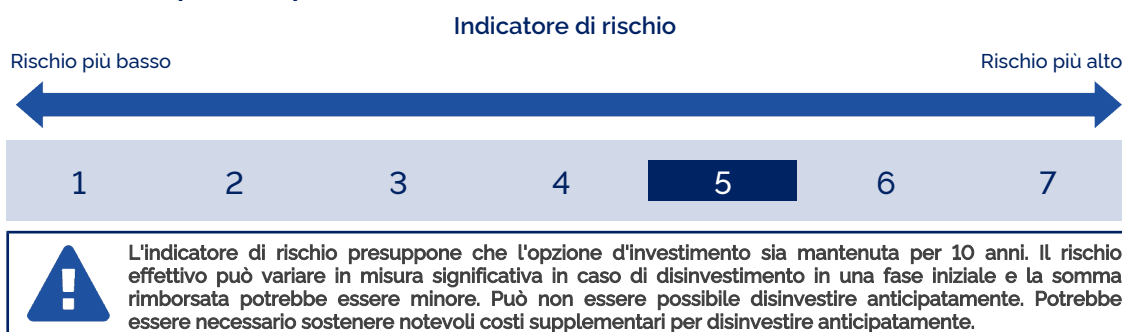 Indicatore di rischio
Rischio più basso
Rischio più alto
1 2 3 4 5 6 7
L'indicatore di rischio presuppone che l'opzione d'investimento sia mantenuta per 10 anni. Il rischio
effettivo può variare in misura significativa in caso di disinvestimento in una fase iniziale e la somma
rimborsata potrebbe essere minore. Può non essere possibile disinvestire anticipatamente. Potrebbe
essere necessario sostenere notevoli costi supplementari per disinvestire anticipatamente.